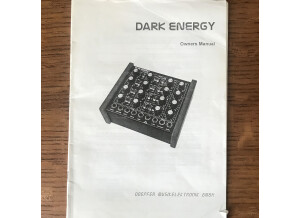 DARK ENERGY
Owners Manual
DOEPFER MUSIKELEKTRONIK GMBH